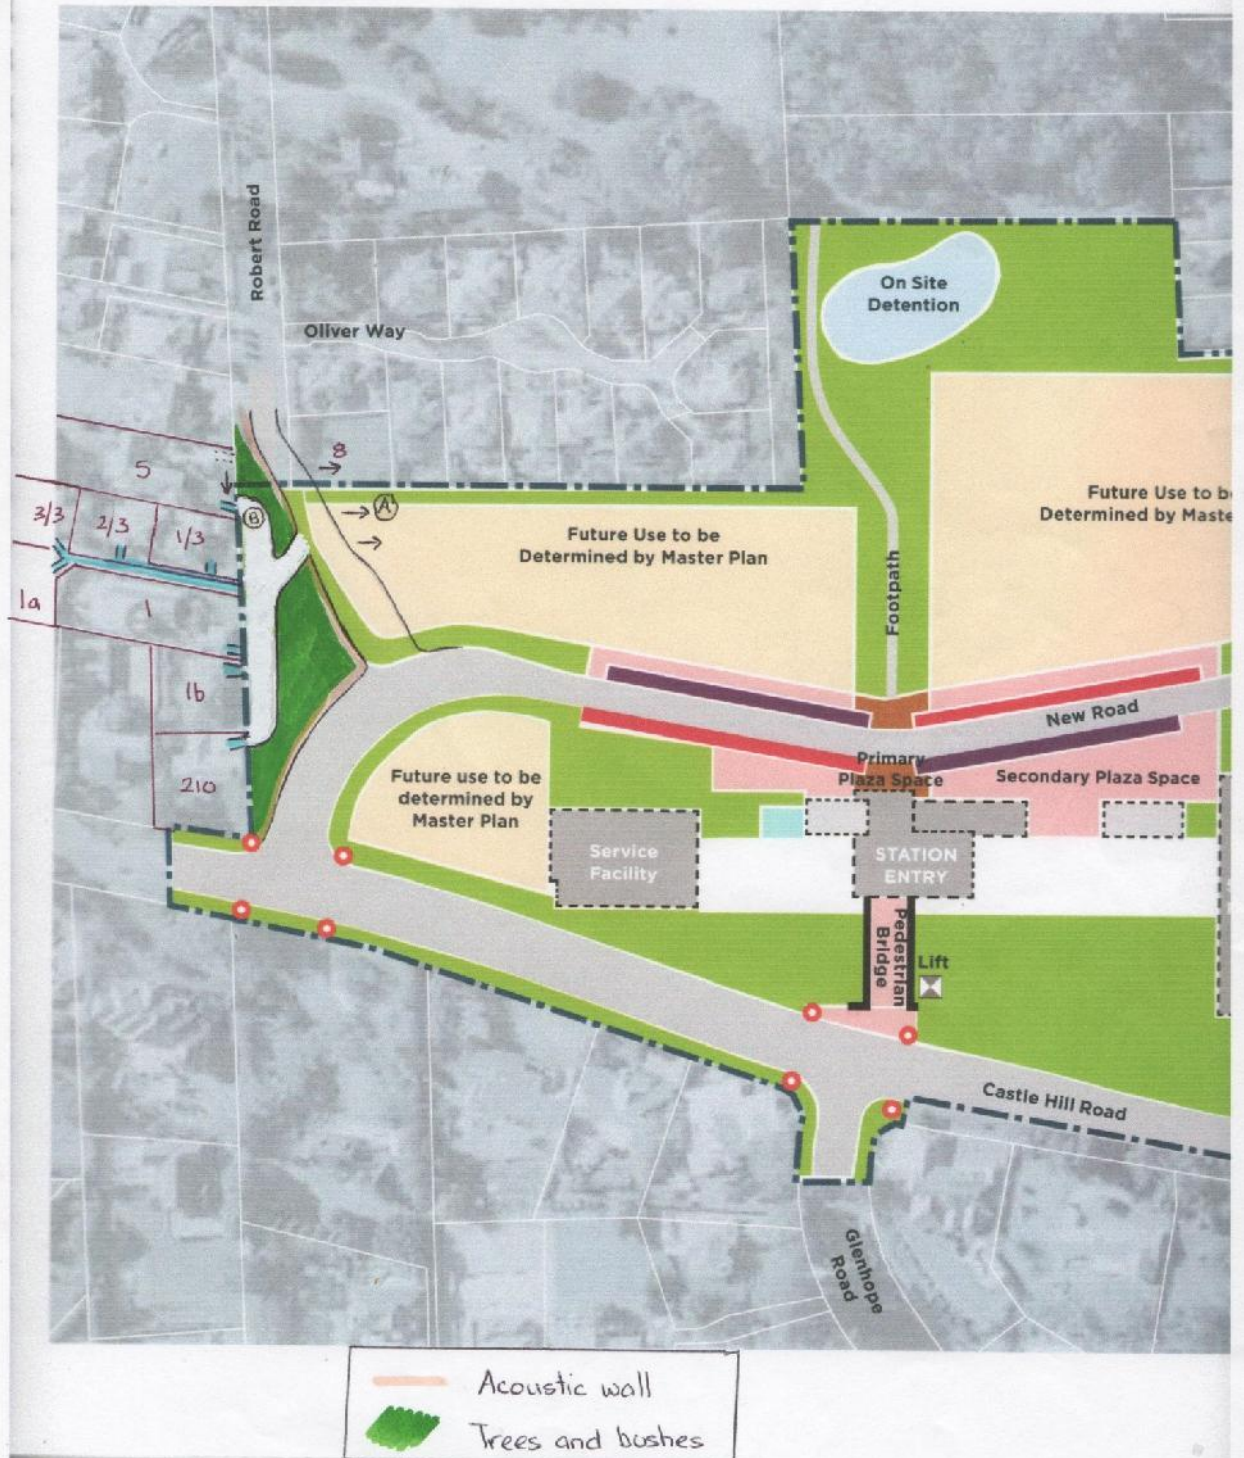 Robert Road
Oliver Way
On Site
Detention
8
5
3/3
2/3
1/3
A
B
Future Use to be
Determined by Master Plan
Future Use to b
Determined by Maste
Footpath
1a
1
1b
210
New Road
Primary
Plaza Space
Secondary Plaza Space
Future use to be
determined by
Master Plan
Service
Facility
STATION
ENTRY
Pedestrian
Bridge
Lift
Castle Hill Road
Glenhope
Road
Acoustic wall
Trees and bushes